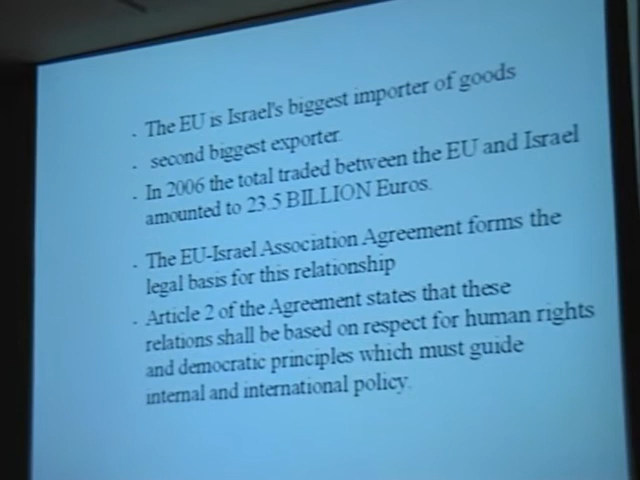 . The EU is Israel's biggest importer of goods
. second biggest exporter.
. In 2006 the total traded between the EU and Israel
amounted to 23.5 BILLION Euros.
. The EU-Israel Association Agreement forms the
legal basis for this relationship
. Article 2 of the Agreement states that these
relations shall be based on respect for human rights
and democratic principles which must guide
internal and international policy.